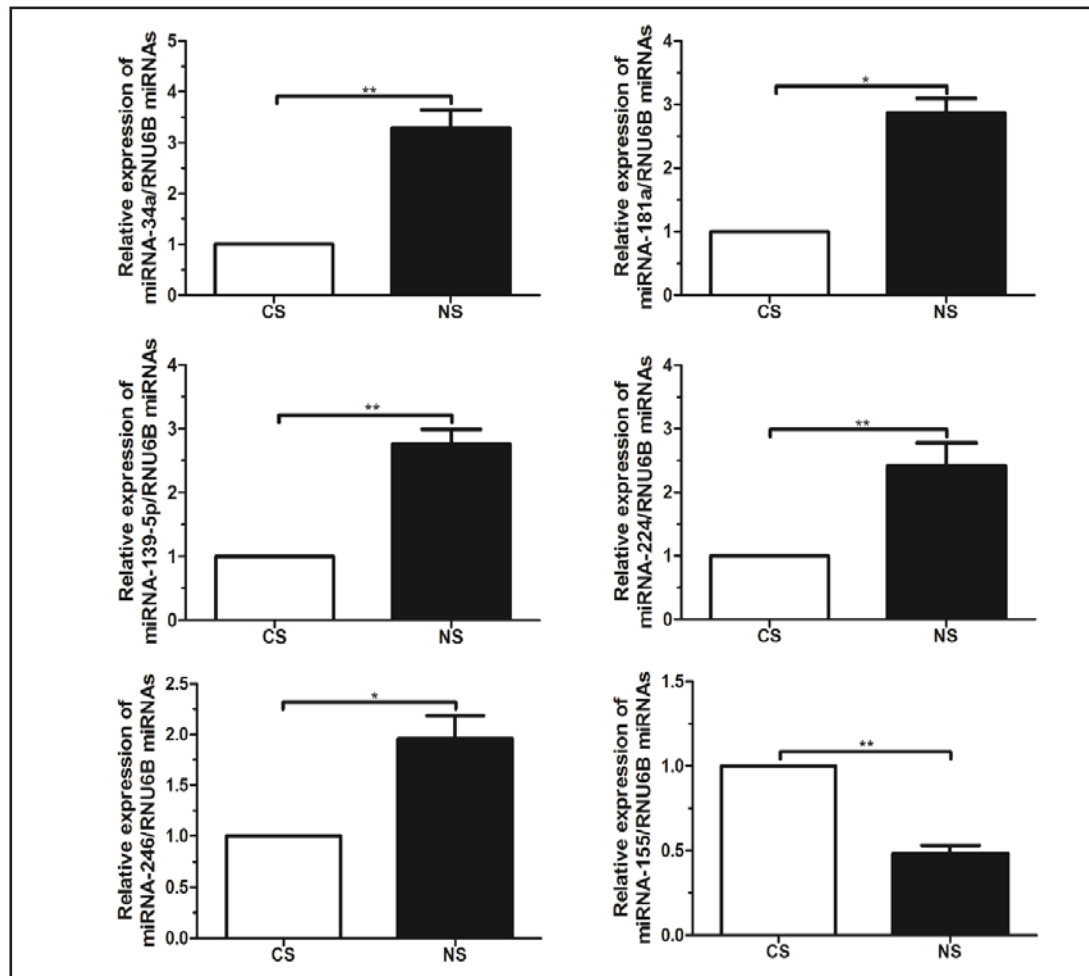 Relative expression of
miRNA-34a/RNU6B miRNAs
5
4
3
2
1
0
**
CS
NS
Relative expression of
miRNA-181a/RNU6B miRNAs
4
3
2
1
0
*
CS
NS
Relative expression of
miRNA-139-5p/RNU6B miRNAs
4
3
2
1
0
**
CS
NS
Relative expression of
miRNA-224/RNU6B miRNAs
4
3
2
1
0
**
CS
NS
Relative expression of
miRNA-246/RNU6B miRNAs
2.5
2.0
1.5
1.0
0.5
0.0
*
CS
NS
Relative expression of
miRNA-155/RNU6B miRNAs
1.5
1.0
0.5
0.0
**
CS
NS